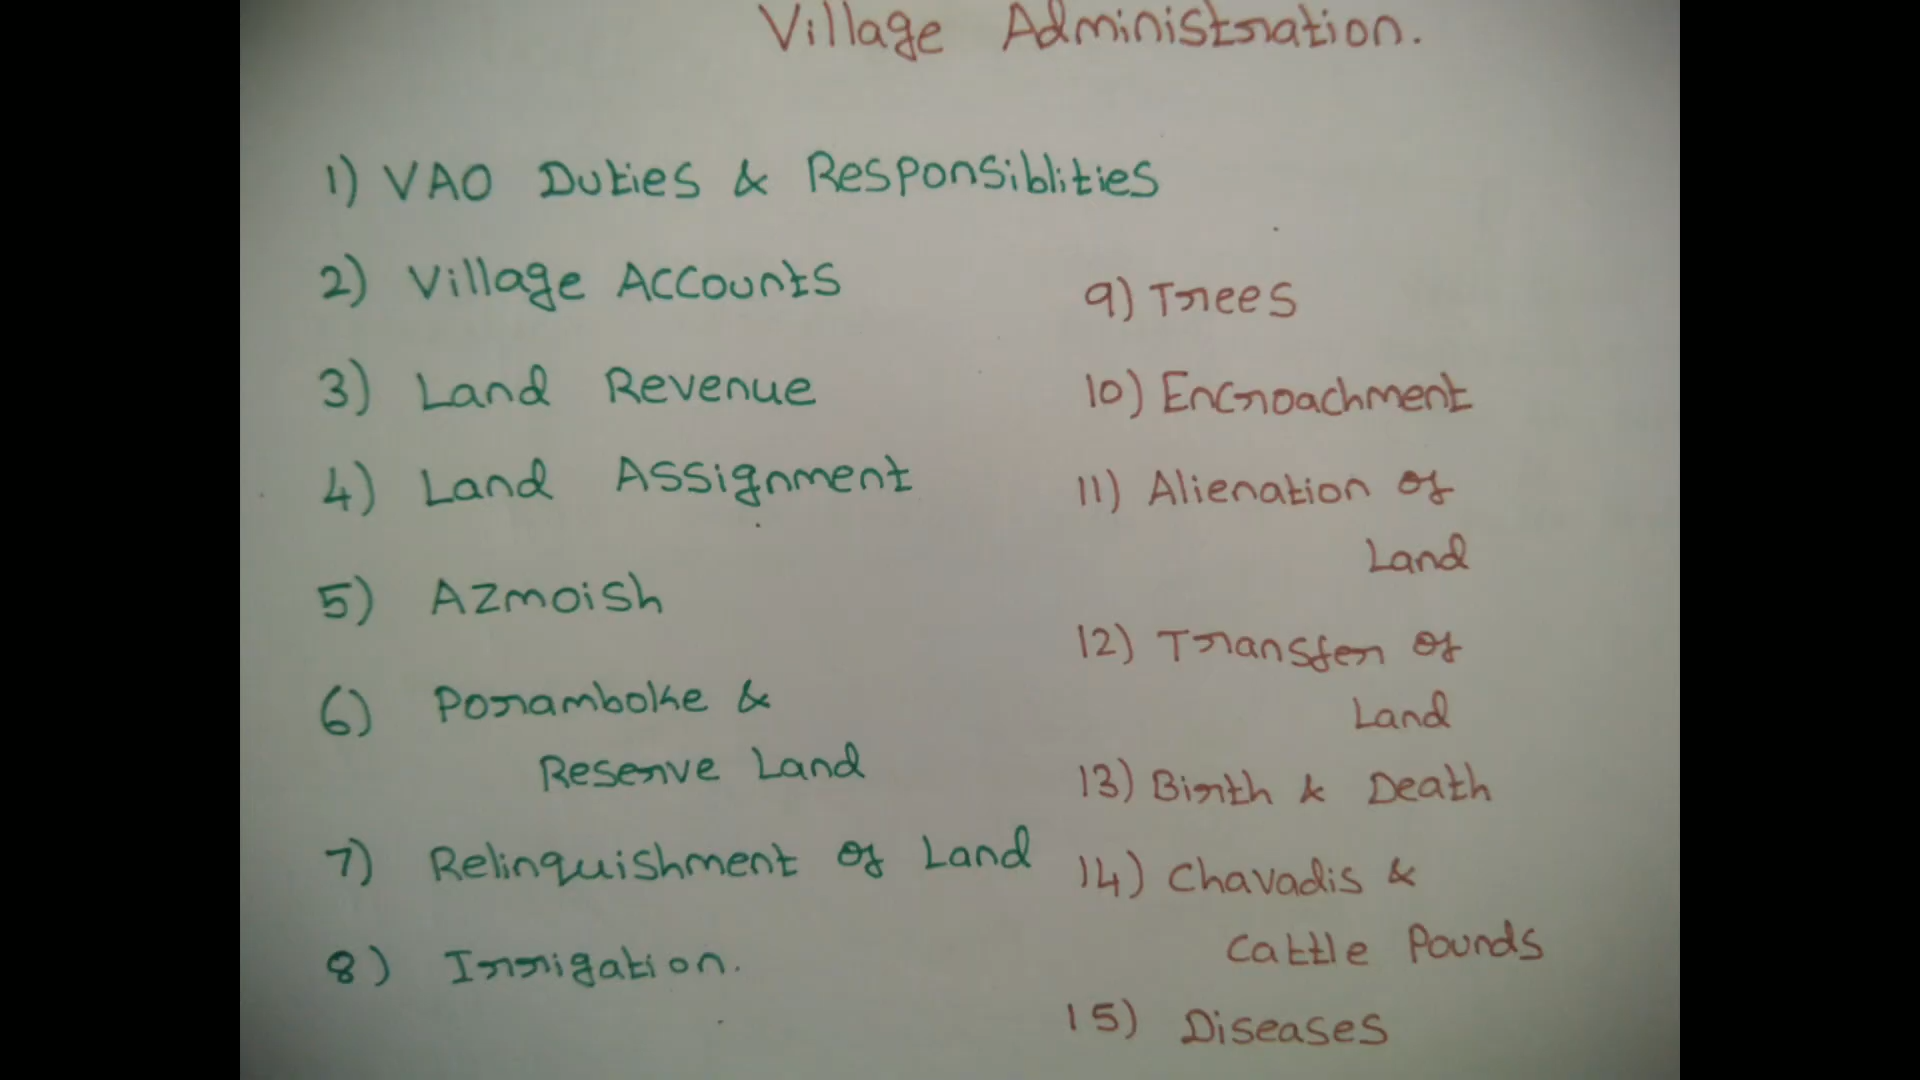 Village Administration.
1) VAO Duties & Responsiblities
2) Village Accounts
3) Land Revenue
4) Land Assignment
5) Azmoish
6) Poramboke &
Reserve Land
7) Relinquishment of Land
8) Irrigation.
9) Trees
10) Encroachment
11) Alienation of
Land
12) Transfer of
Land
13) Birth & Death
14) Chavadis &
Cattle Pounds
15) Diseases